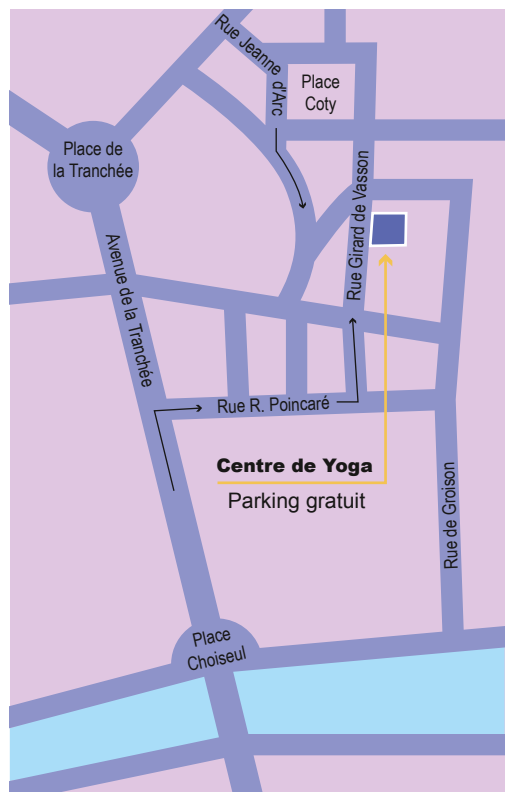 Rue Jeanne
d'Arc
Place
Coty
Place de
la Tranchée
Rue Girard de Vasson
Avenue de la Tranchée
Rue R. Poincaré
Centre de Yoga
Parking gratuit
Rue de Groison
Place
Choiseul